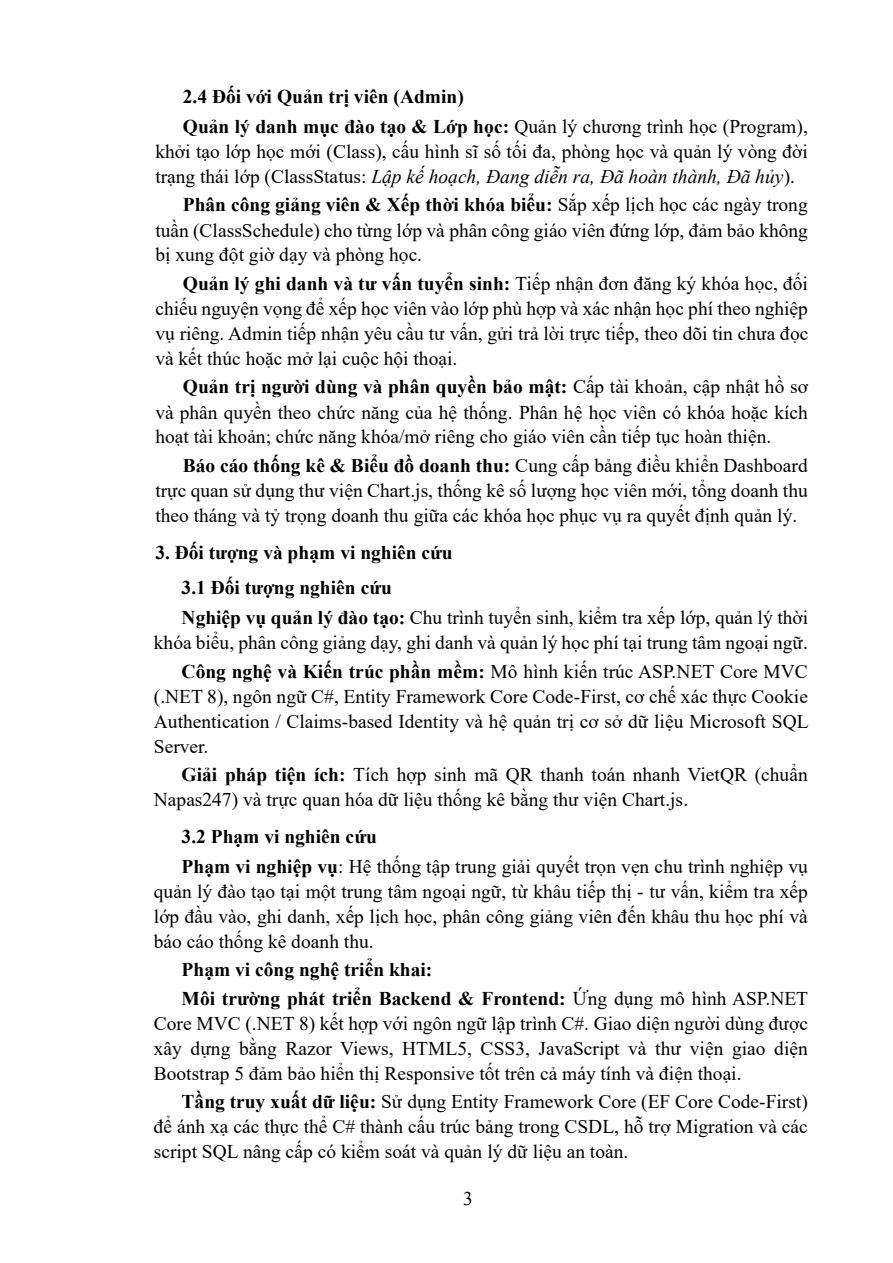 2.4 Đối với Quản trị viên (Admin)
Quản lý danh mục đào tạo & Lớp học: Quản lý chương trình học (Program),
khởi tạo lớp học mới (Class), cấu hình sĩ số tối đa, phòng học và quản lý vòng đời
trạng thái lớp (ClassStatus: Lập kế hoạch, Đang diễn ra, Đã hoàn thành, Đã hủy).
Phân công giảng viên & Xếp thời khóa biểu: Sắp xếp lịch học các ngày trong
tuần (ClassSchedule) cho từng lớp và phân công giáo viên đứng lớp, đảm bảo không
bị xung đột giờ dạy và phòng học.
Quản lý ghi danh và tư vấn tuyển sinh: Tiếp nhận đơn đăng ký khóa học, đối
chiếu nguyện vọng để xếp học viên vào lớp phù hợp và xác nhận học phí theo nghiệp
vụ riêng. Admin tiếp nhận yêu cầu tư vấn, gửi trả lời trực tiếp, theo dõi tin chưa đọc
và kết thúc hoặc mở lại cuộc hội thoại.
Quản trị người dùng và phân quyền bảo mật: Cấp tài khoản, cập nhật hồ sơ
và phân quyền theo chức năng của hệ thống. Phân hệ học viên có khóa hoặc kích
hoạt tài khoản; chức năng khóa/mở riêng cho giáo viên cần tiếp tục hoàn thiện.
Báo cáo thống kê & Biểu đồ doanh thu: Cung cấp bảng điều khiển Dashboard
trực quan sử dụng thư viện Chart.js, thống kê số lượng học viên mới, tổng doanh thu
theo tháng và tỷ trọng doanh thu giữa các khóa học phục vụ ra quyết định quản lý.
3. Đối tượng và phạm vi nghiên cứu
3.1 Đối tượng nghiên cứu
Nghiệp vụ quản lý đào tạo: Chu trình tuyển sinh, kiểm tra xếp lớp, quản lý thời
khóa biểu, phân công giảng dạy, ghi danh và quản lý học phí tại trung tâm ngoại ngữ.
Công nghệ và Kiến trúc phần mềm: Mô hình kiến trúc ASP.NET Core MVC
(.NET 8), ngôn ngữ C#, Entity Framework Core Code-First, cơ chế xác thực Cookie
Authentication / Claims-based Identity và hệ quản trị cơ sở dữ liệu Microsoft SQL
Server.
Giải pháp tiện ích: Tích hợp sinh mã QR thanh toán nhanh VietQR (chuẩn
Napas247) và trực quan hóa dữ liệu thống kê bằng thư viện Chart.js.
3.2 Phạm vi nghiên cứu
Phạm vi nghiệp vụ: Hệ thống tập trung giải quyết trọn vẹn chu trình nghiệp vụ
quản lý đào tạo tại một trung tâm ngoại ngữ, từ khâu tiếp thị - tư vấn, kiểm tra xếp
lớp đầu vào, ghi danh, xếp lịch học, phân công giảng viên đến khâu thu học phí và
báo cáo thống kê doanh thu.
Phạm vi công nghệ triển khai:
Môi trường phát triển Backend & Frontend: Ứng dụng mô hình ASP.NET
Core MVC (.NET 8) kết hợp với ngôn ngữ lập trình C#. Giao diện người dùng được
xây dựng bằng Razor Views, HTML5, CSS3, JavaScript và thư viện giao diện
Bootstrap 5 đảm bảo hiển thị Responsive tốt trên cả máy tính và điện thoại.
Tầng truy xuất dữ liệu: Sử dụng Entity Framework Core (EF Core Code-First)
để ánh xạ các thực thể C# thành cấu trúc bảng trong CSDL, hỗ trợ Migration và các
script SQL nâng cấp có kiểm soát và quản lý dữ liệu an toàn.
3